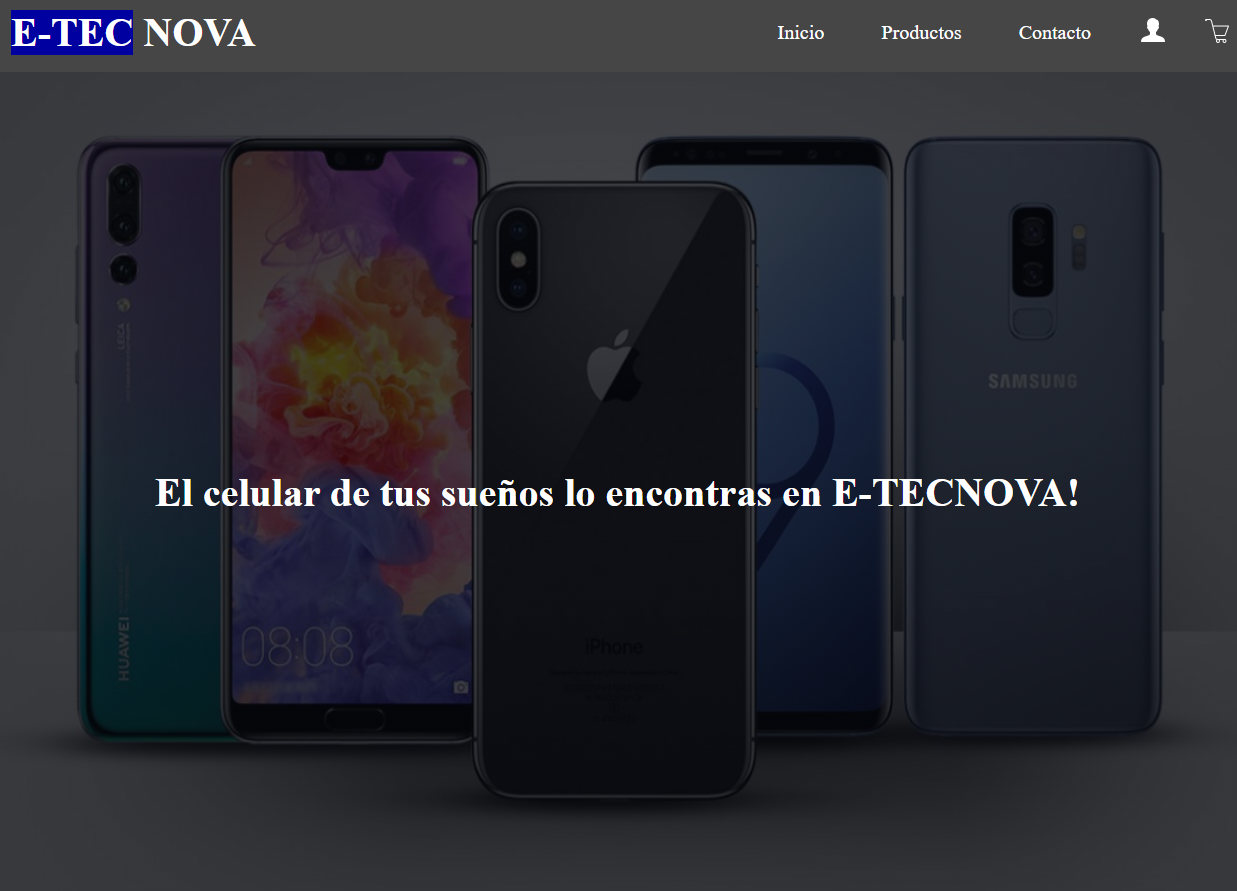 E-TEC NOVA
Inicio
Productos
Contacto
LEICA
SAMSUNG
El celular de tus sueños lo encontras en E-TECNOVA!
HUAWEI
08:08
iPhone